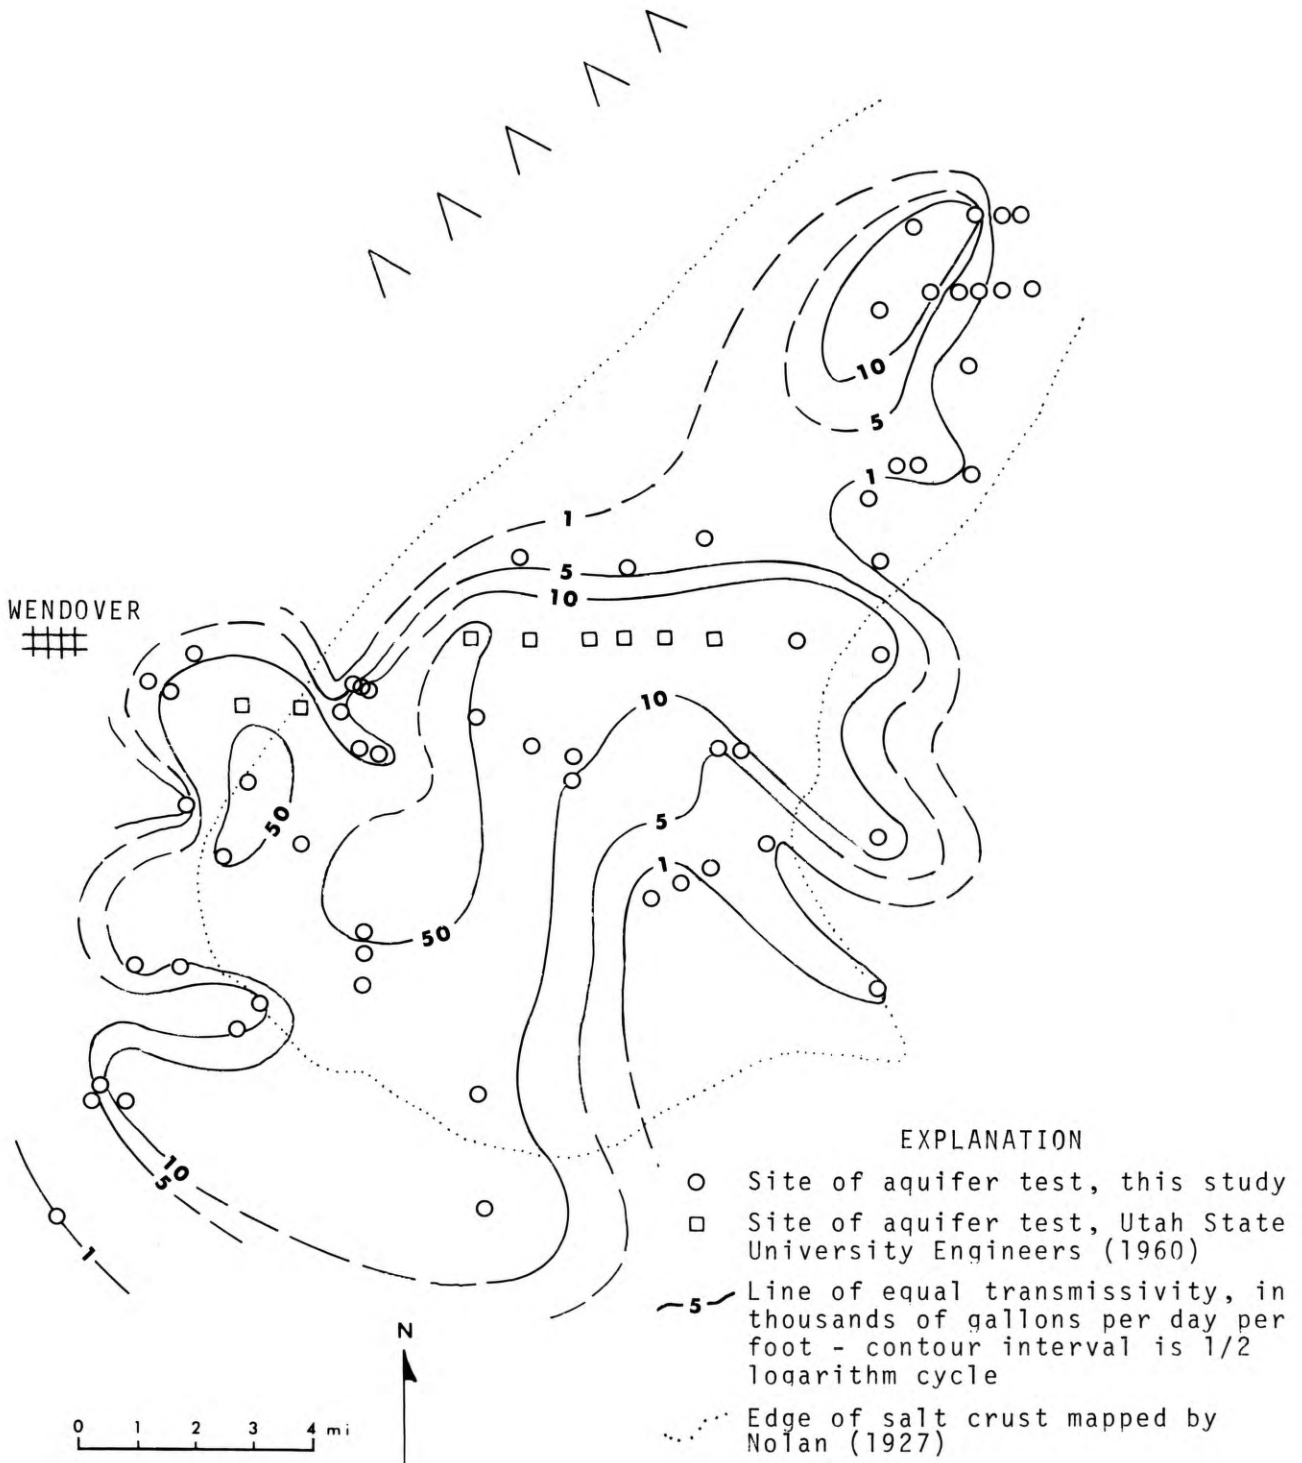 10
5
1
1
5
10
WENDOVER
10
50
5
1
50
EXPLANATION
Site of aquifer test, this study
Site of aquifer test, Utah State
University Engineers (1960)
10
5
5 Line of equal transmissivity, in
thousands of gallons per day per
foot - contour interval is 1/2
logarithm cycle
1
N
Edge of salt crust mapped by
Nolan (1927)
0 1 2 3 4 mi